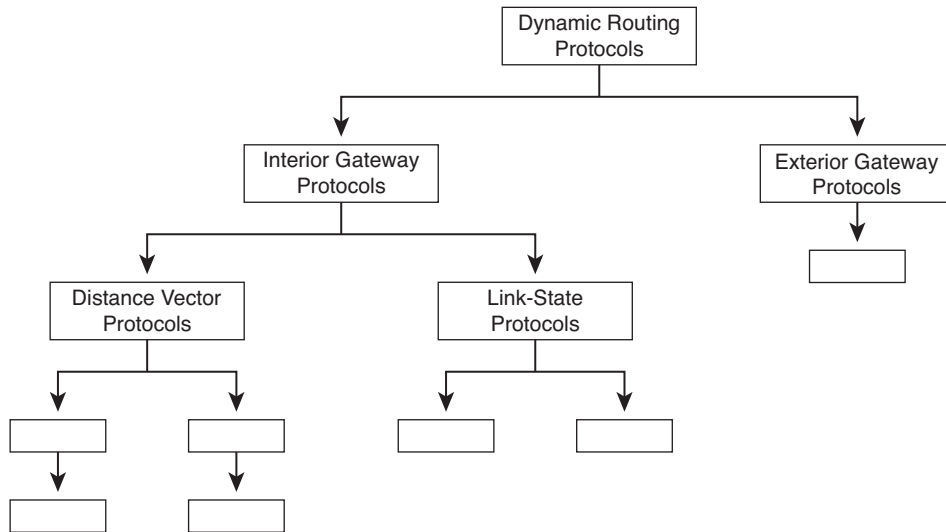 Dynamic Routing
Protocols
Interior Gateway
Protocols
Exterior Gateway
Protocols
Distance Vector
Protocols
Link-State
Protocols